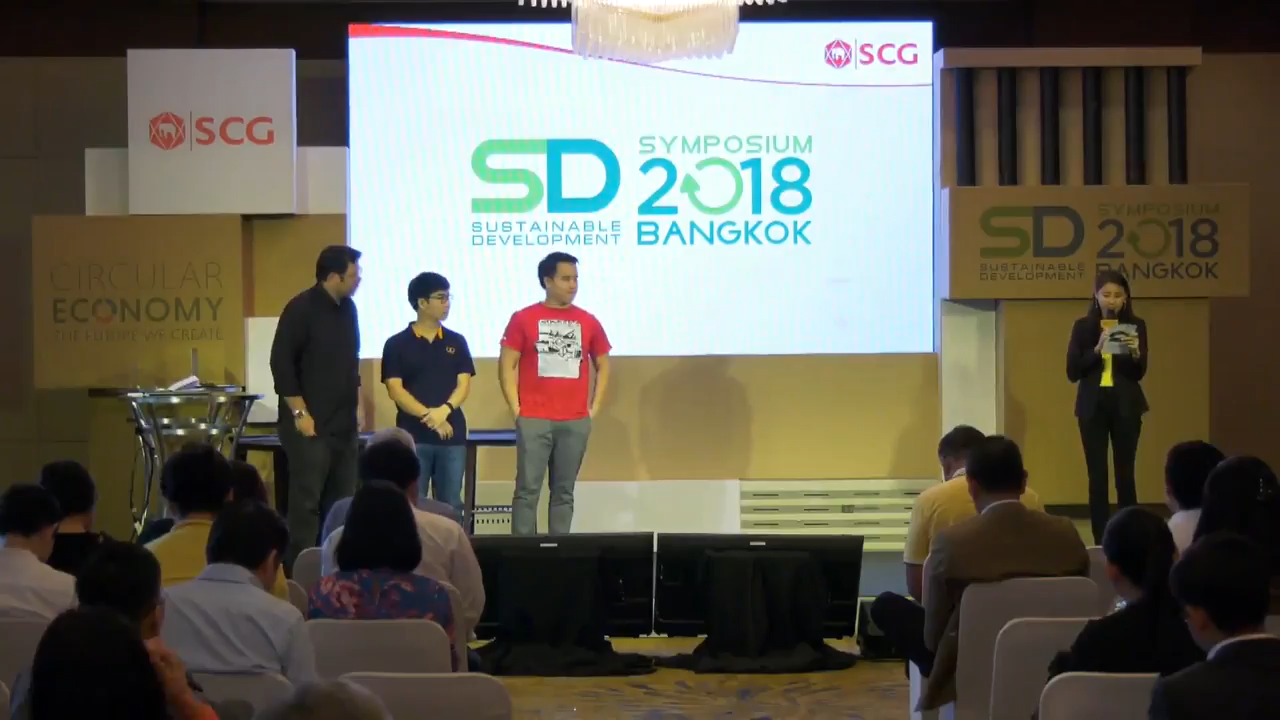 SCG
SD SYMPOSIUM
2018
SUSTAINABLE
DEVELOPMENT
BANGKOK
SCG
CIRCULAR
ECONOMY
THE FUTURE WE CREATE
SD SYMPOSIUM
2018
SUSTAINABLE
DEVELOPMENT
BANGKOK